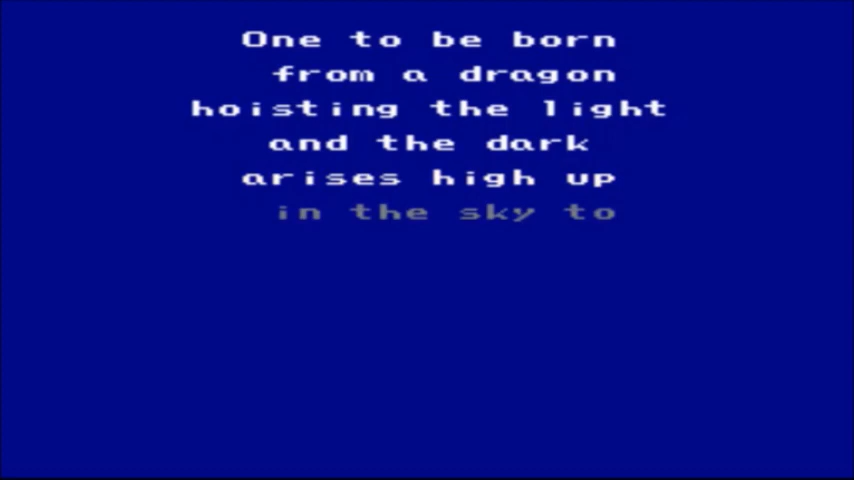 One to be born
from a dragon
hoisting the light
and the dark
arises high up
in the sky to